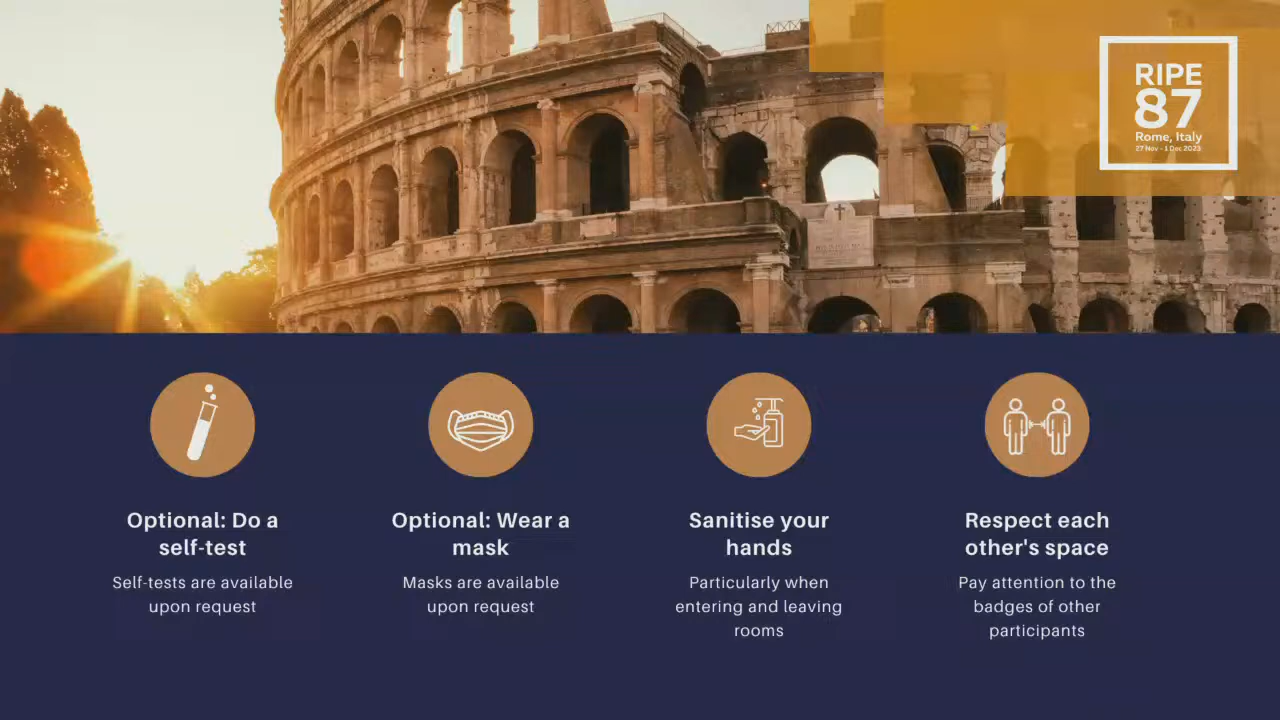 RIPE
87
Rome, Italy
27 Nov - 1 Dec 2023
Optional: Do a
self-test
Self-tests are available
upon request
Optional: Wear a
mask
Masks are available
upon request
Sanitise your
hands
Particularly when
entering and leaving
rooms
Respect each
other's space
Pay attention to the
badges of other
participants